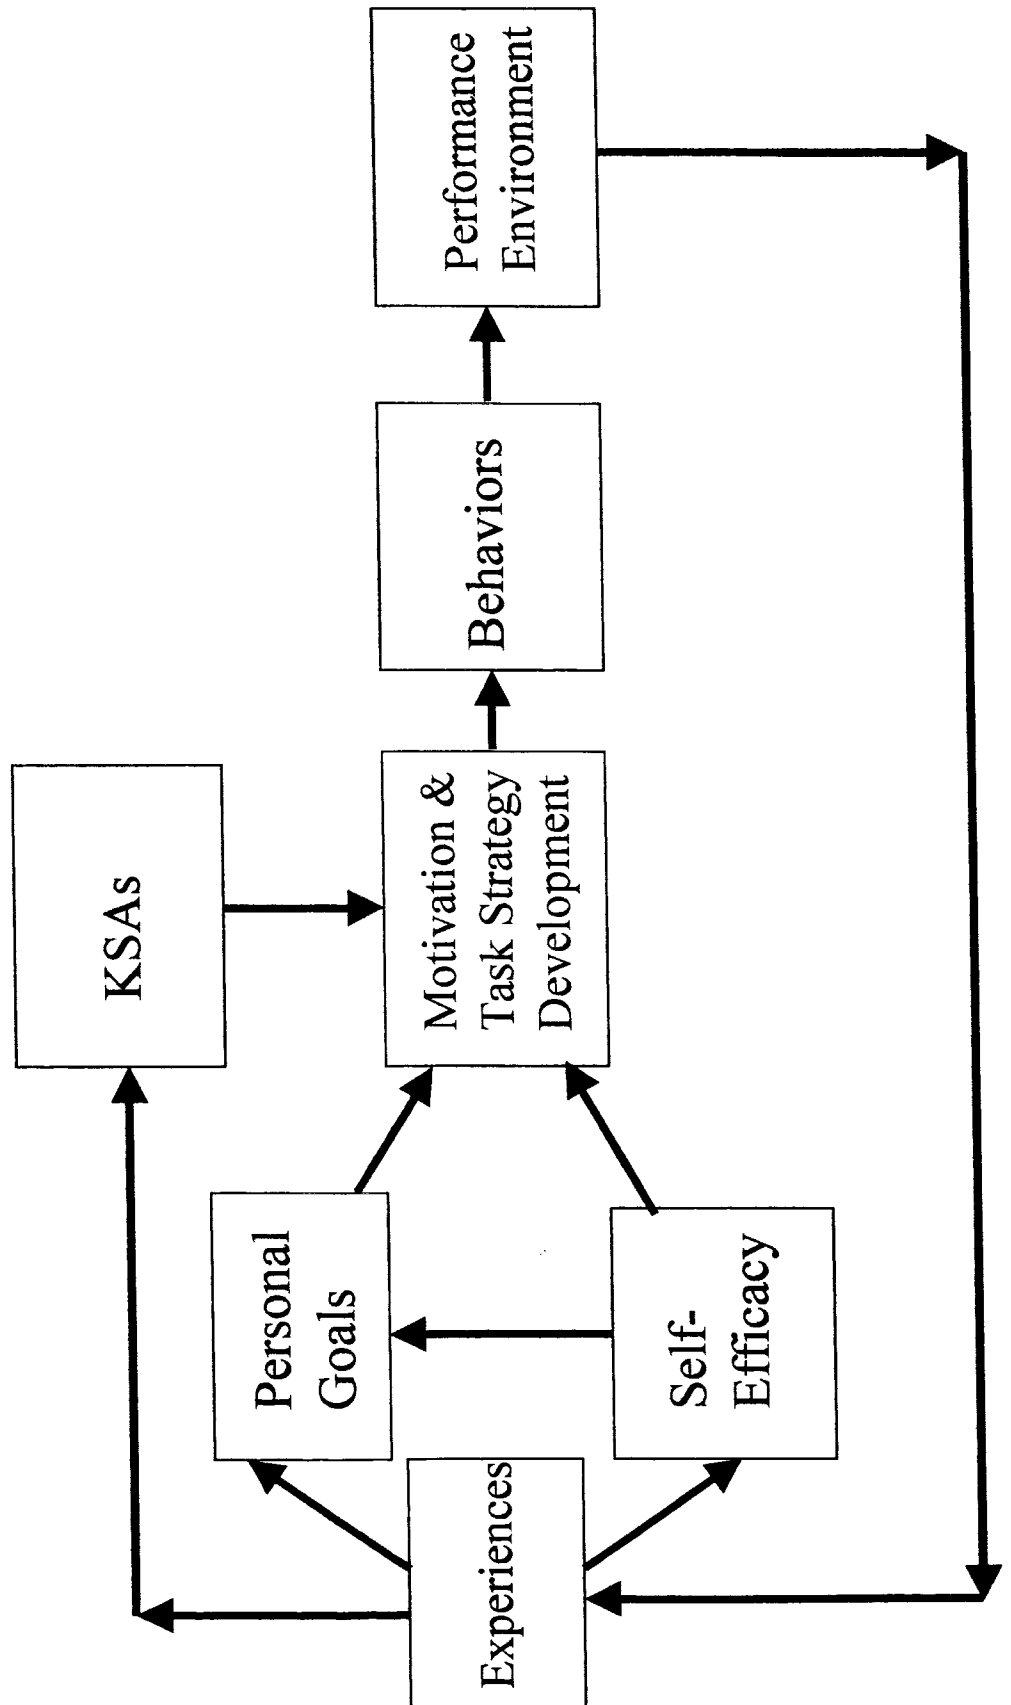 KSAs
Experiences
Personal
Goals
Self-
Efficacy
Motivation &
Task Strategy
Development
Behaviors
Performance
Environment